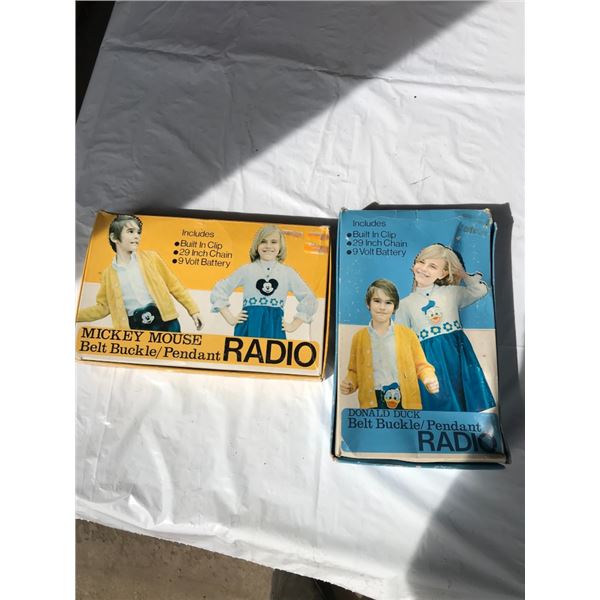 Includes
●Built In Clip
●29 Inch Chain
●9 Volt Battery
MICKEY MOUSE
Belt Buckle/Pendant RADIO
Includes
●Built In Clip
●29 Inch Chain
●9 Volt Battery
DONALD DUCK
Belt Buckle/Pendant
RADIO